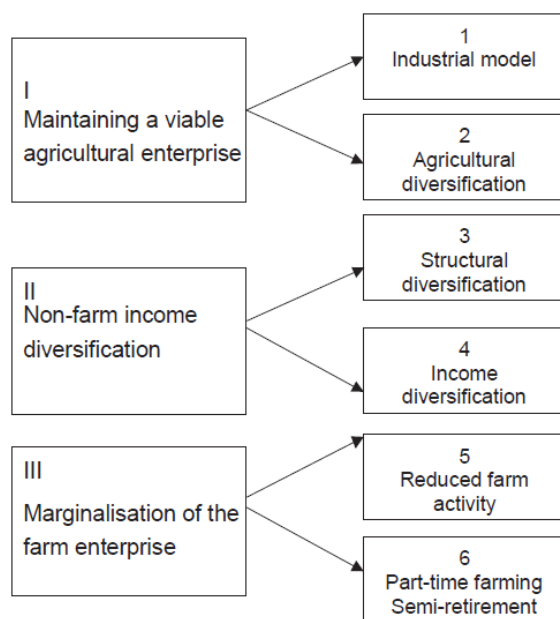 I
Maintaining a viable
agricultural enterprise
1
Industrial model
2
Agricultural
diversification
II
Non-farm income
diversification
3
Structural
diversification
4
Income
diversification
III
Marginalisation of the
farm enterprise
5
Reduced farm
activity
6
Part-time farming
Semi-retirement